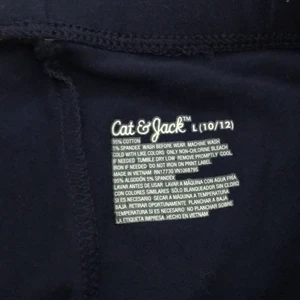 Cat & Jack™ L (10/12)
95% COTTON
5% SPANDEX WASH BEFORE WEAR. MACHINE WASH
COLD WITH LIKE COLORS. ONLY NON-CHLORINE BLEACH
IF NEEDED. TUMBLE DRY LOW. REMOVE PROMPTLY. COOL
IRON IF NEEDED. DO NOT IRON ON PRINT LABEL.
MADE IN VIETNAM
95% ALGODÓN 5% SPANDEX
LAVAR ANTES DE USAR. LAVAR A MÁQUINA CON AGUA FRÍA
CON COLORES SIMILARES. SÓLO BLANQUEADOR SIN CLORO
SI ES NECESARIO. SECAR A MÁQUINA A TEMPERATURA
BAJA. RETIRAR OPORTUNAMENTE. PLANCHAR A BAJA
TEMPERATURA SI ES NECESARIO. NO PLANCHAR SOBRE
LA ETIQUETA IMPRESA. HECHO EN VIETNAM